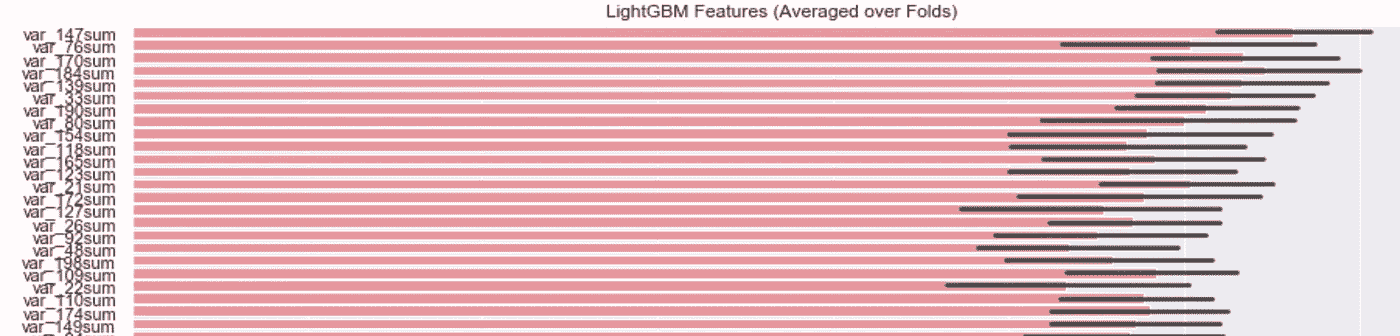 LightGBM Features (Averaged over Folds)
var_147sum
var_76sum
var_170sum
var_184sum
var_139sum
var_33sum
var_190sum
var_80sum
var_154sum
var_118sum
var_165sum
var_123sum
var_21sum
var_172sum
var_127sum
var_26sum
var_92sum
var_48sum
var_198sum
var_109sum
var_22sum
var_110sum
var_174sum
var_149sum